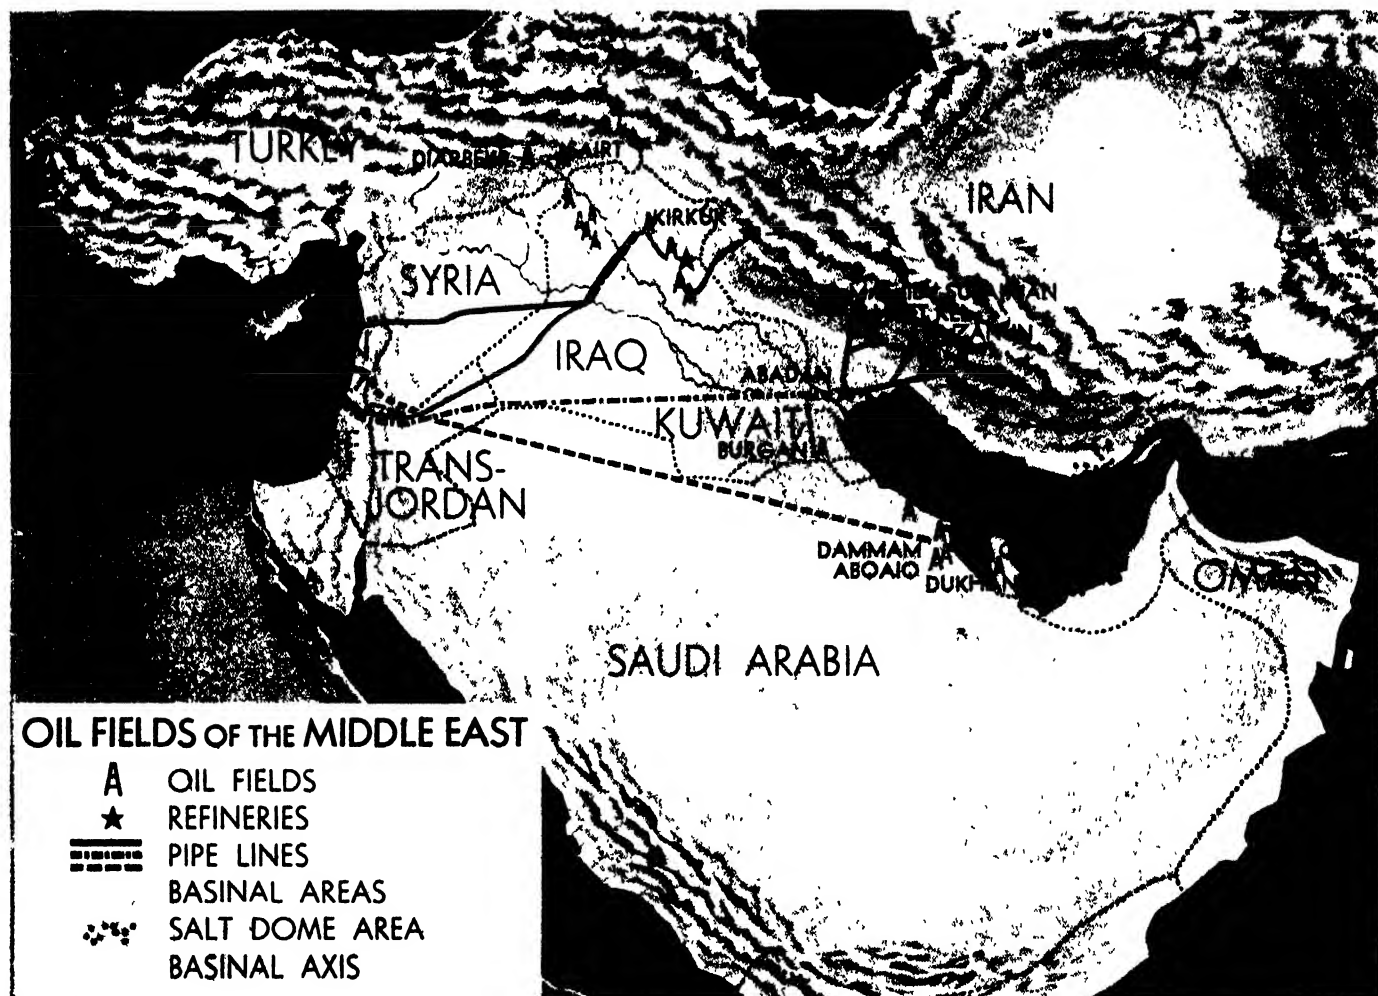 TURKEY
IRAN
KIRKUK
SYRIA
IRAQ
ABADAN
KUWAIT
BURGAN
TRANS-
JORDAN
DAMMAM
ABQAIQ
DUKHAN
OMAN
SAUDI ARABIA
OIL FIELDS OF THE MIDDLE EAST
OIL FIELDS
REFINERIES
PIPE LINES
BASINAL AREAS
SALT DOME AREA
BASINAL AXIS